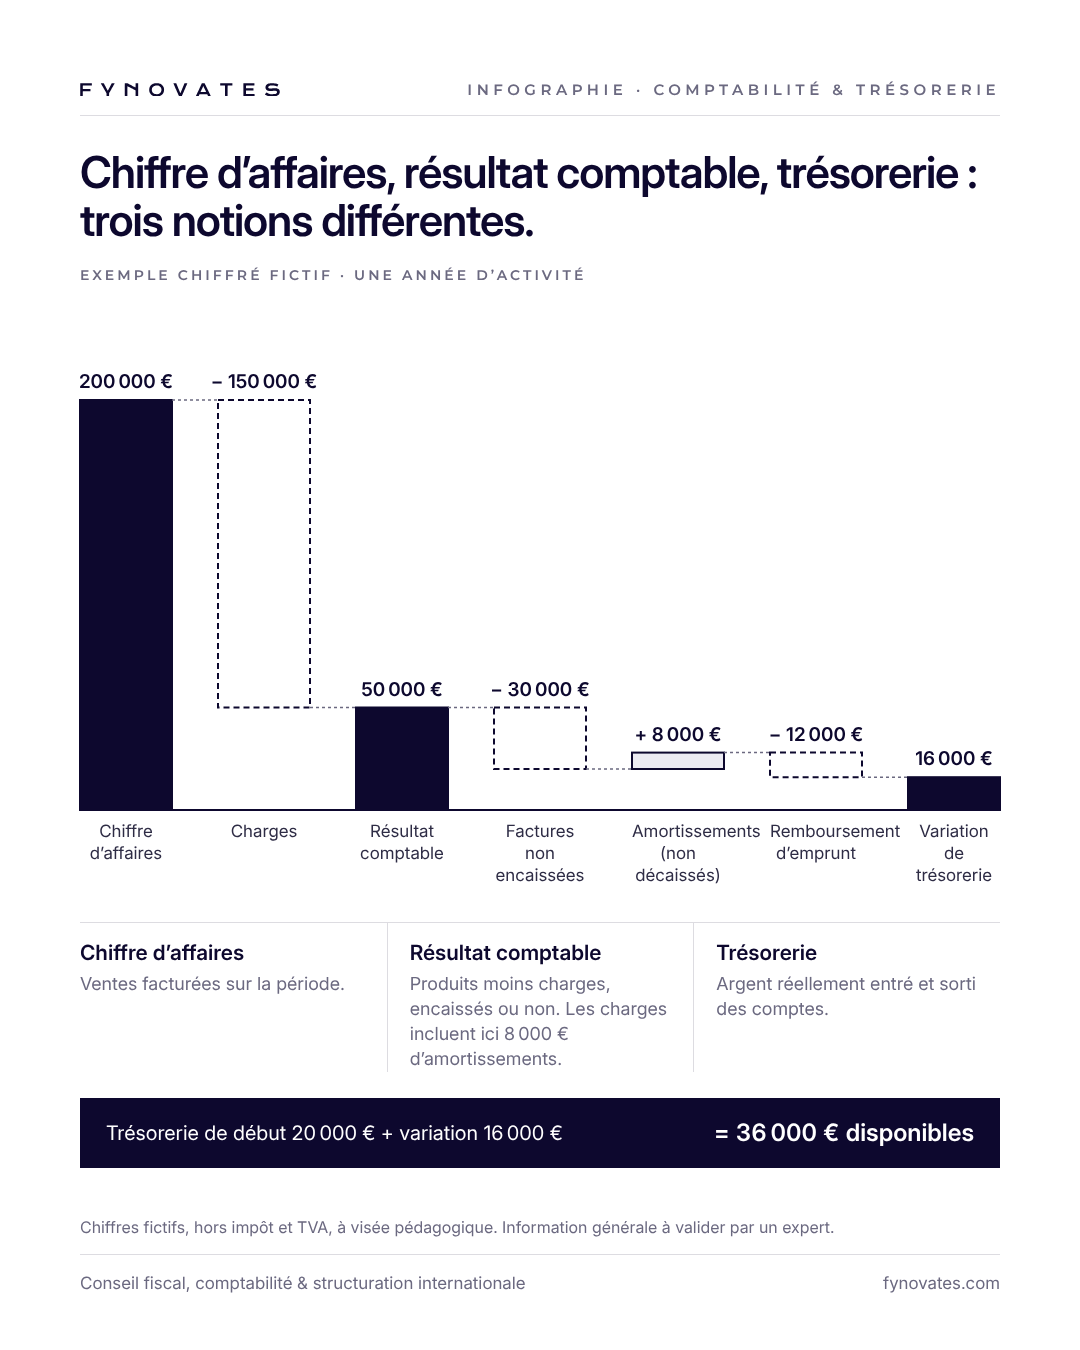 FYNOVATES
INFOGRAPHIE · COMPTABILITÉ & TRÉSORERIE
Chiffre d’affaires, résultat comptable, trésorerie :
trois notions différentes.
EXEMPLE CHIFFRÉ FICTIF · UNE ANNÉE D’ACTIVITÉ
200 000 €
– 150 000 €
50 000 €
– 30 000 €
+ 8 000 €
– 12 000 €
16 000 €
Chiffre
d’affaires
Charges
Résultat
comptable
Factures
non
encaissées
Amortissements
(non
décaissés)
Remboursement
d’emprunt
Variation
de
trésorerie
Chiffre d’affaires
Ventes facturées sur la période.
Résultat comptable
Produits moins charges,
encaissés ou non. Les charges
incluent ici 8 000 €
d’amortissements.
Trésorerie
Argent réellement entré et sorti
des comptes.
Trésorerie de début 20 000 € + variation 16 000 €
= 36 000 € disponibles
Chiffres fictifs, hors impôt et TVA, à visée pédagogique. Information générale à valider par un expert.
Conseil fiscal, comptabilité & structuration internationale
fynovates.com